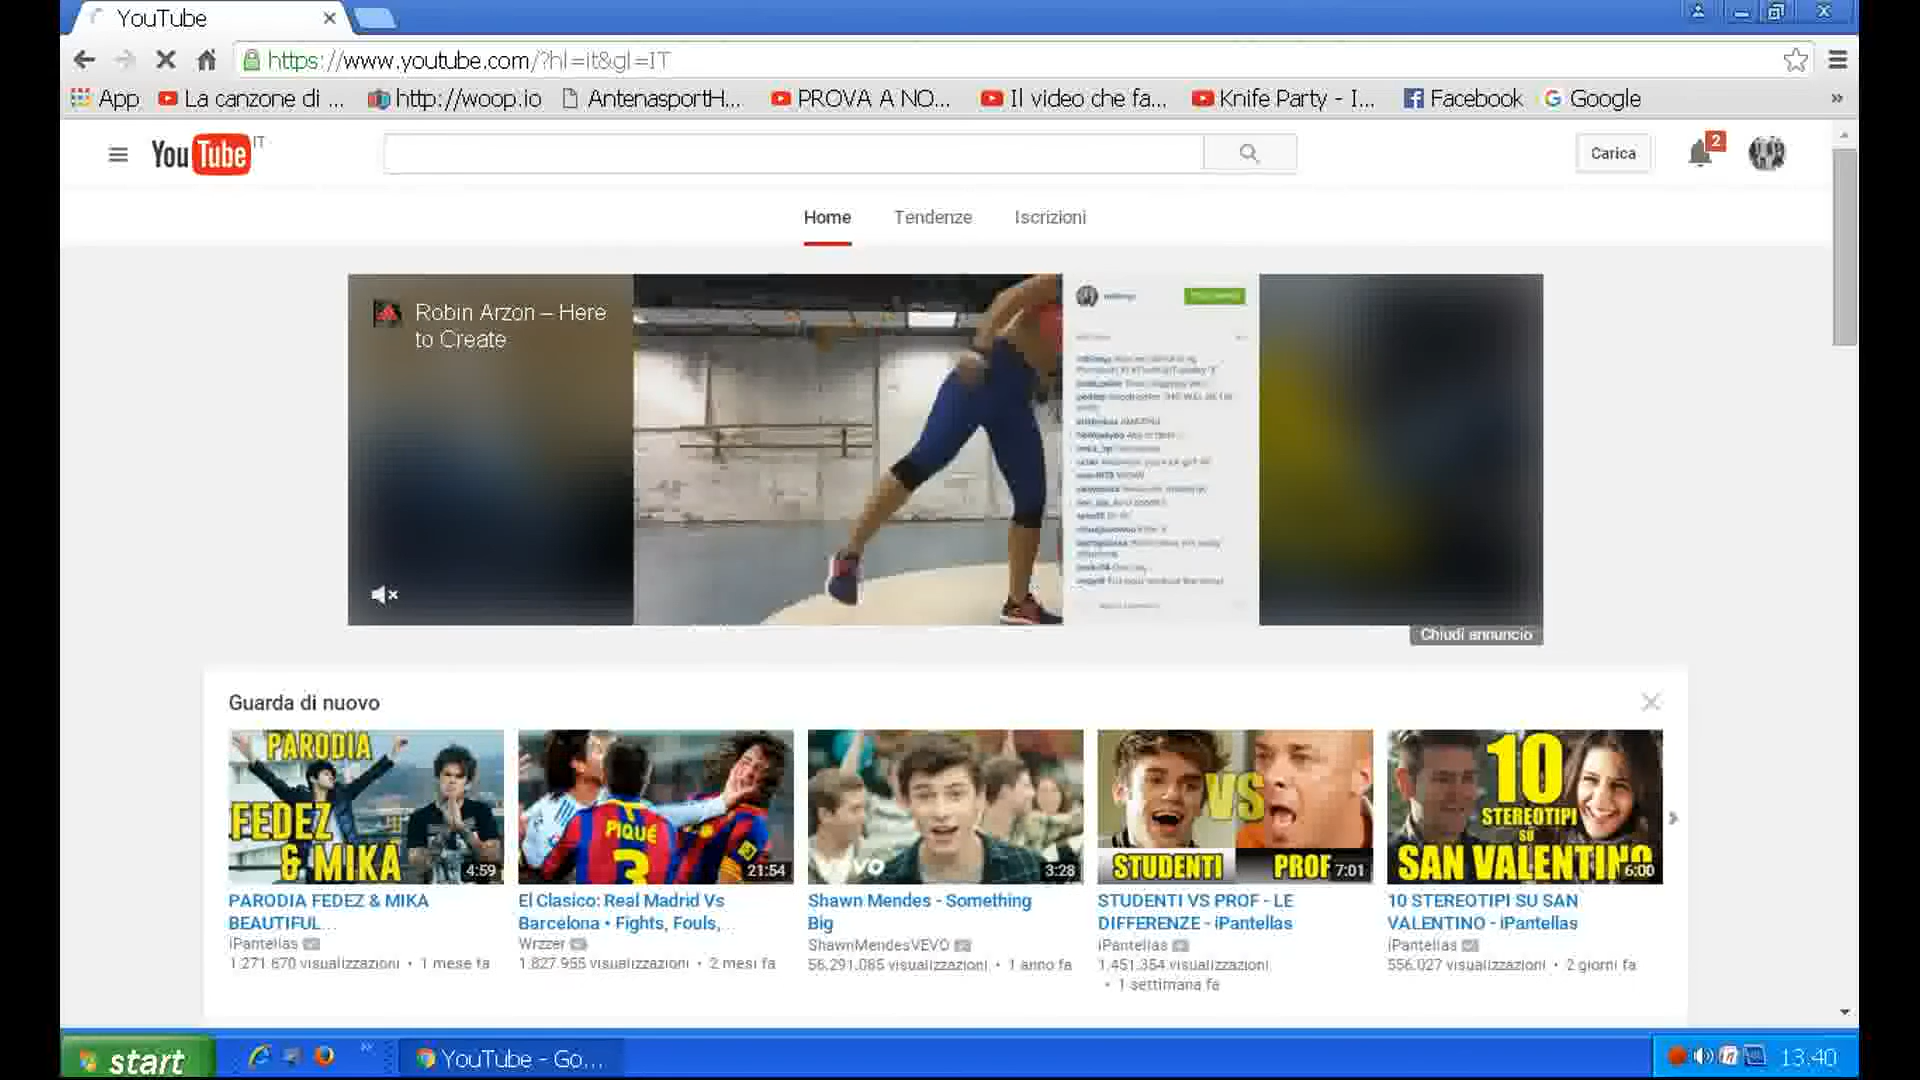 YouTube
https://www.youtube.com/?hl=it&gl=IT
App
La canzone di ...
http://woop.io
AntenasportH...
PROVA A NO...
Il video che fa...
Knife Party - I...
Facebook
Google
YouTube IT
Carica
2
Home
Tendenze
Iscrizioni
Robin Arzon – Here
to Create
Chiudi annuncio
Guarda di nuovo
PARODIA
FEDEZ
& MIKA
4:59
PIQUÉ
3
21:54
vevo
3:28
VS
STUDENTI
PROF
7:01
10
STEREOTIPI
SU
SAN VALENTINO
6:00
PARODIA FEDEZ & MIKA
BEAUTIFUL...
iPantellas
1.271.670 visualizzazioni • 1 mese fa
El Clasico: Real Madrid Vs
Barcelona • Fights, Fouls,...
Wrzzer
1.827.955 visualizzazioni • 2 mesi fa
Shawn Mendes - Something
Big
ShawnMendesVEVO
56.291.085 visualizzazioni • 1 anno fa
STUDENTI VS PROF - LE
DIFFERENZE - iPantellas
iPantellas
1.451.354 visualizzazioni
• 1 settimana fa
10 STEREOTIPI SU SAN
VALENTINO - iPantellas
iPantellas
556.027 visualizzazioni • 2 giorni fa
start
YouTube - Go...
13.40